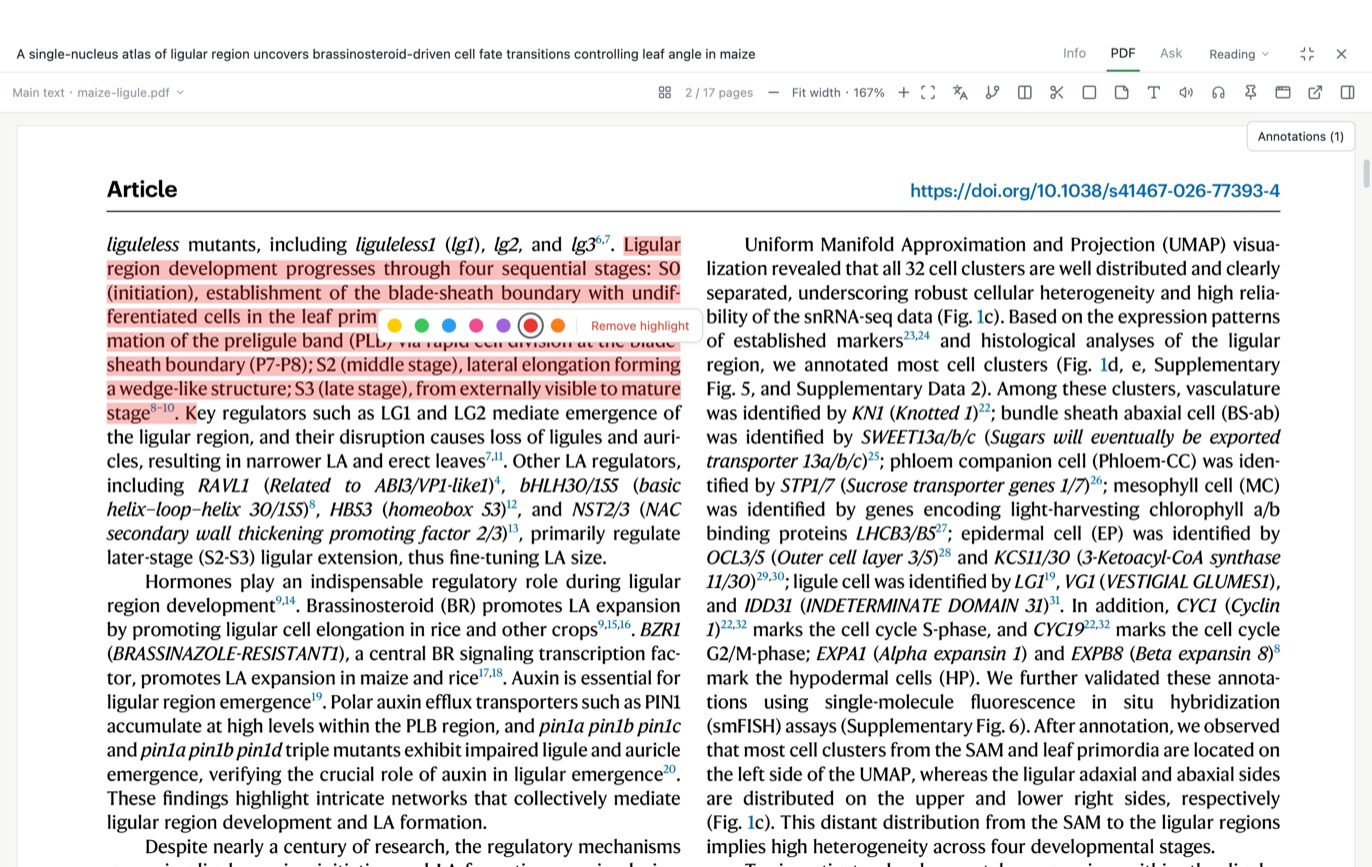 A single-nucleus atlas of ligular region uncovers brassinosteroid-driven cell fate transitions controlling leaf angle in maize
Info PDF Ask Reading
Main text · maize-ligule.pdf
2 / 17 pages
Fit width · 167%
Annotations (1)
Article
https://doi.org/10.1038/s41467-026-77393-4
liguleless mutants, including liguleless1 (lg1), lg2, and lg36,7. Ligular
region development progresses through four sequential stages: S0
(initiation), establishment of the blade-sheath boundary with undif-
ferentiated cells in the leaf prim
Remove highlight
mation of the preligule band (PLB) via rapid cell division at the blade-
sheath boundary (P7-P8); S2 (middle stage), lateral elongation forming
a wedge-like structure; S3 (late stage), from externally visible to mature
stage8–10. Key regulators such as LG1 and LG2 mediate emergence of
the ligular region, and their disruption causes loss of ligules and auri-
cles, resulting in narrower LA and erect leaves7,11. Other LA regulators,
including RAVL1 (Related to ABI3/VP1-like1)4, bHLH30/155 (basic
helix–loop–helix 30/155)8, HB53 (homeobox 53)12, and NST2/3 (NAC
secondary wall thickening promoting factor 2/3)13, primarily regulate
later-stage (S2-S3) ligular extension, thus fine-tuning LA size.
Hormones play an indispensable regulatory role during ligular
region development9,14. Brassinosteroid (BR) promotes LA expansion
by promoting ligular cell elongation in rice and other crops9,15,16. BZR1
(BRASSINAZOLE-RESISTANT1), a central BR signaling transcription fac-
tor, promotes LA expansion in maize and rice17,18. Auxin is essential for
ligular region emergence19. Polar auxin efflux transporters such as PIN1
accumulate at high levels within the PLB region, and pin1a pin1b pin1c
and pin1a pin1b pin1d triple mutants exhibit impaired ligule and auricle
emergence, verifying the crucial role of auxin in ligular emergence20.
These findings highlight intricate networks that collectively mediate
ligular region development and LA formation.
Despite nearly a century of research, the regulatory mechanisms
Uniform Manifold Approximation and Projection (UMAP) visua-
lization revealed that all 32 cell clusters are well distributed and clearly
separated, underscoring robust cellular heterogeneity and high relia-
bility of the snRNA-seq data (Fig. 1c). Based on the expression patterns
of established markers23,24 and histological analyses of the ligular
region, we annotated most cell clusters (Fig. 1d, e, Supplementary
Fig. 5, and Supplementary Data 2). Among these clusters, vasculature
was identified by KN1 (Knotted 1)22; bundle sheath abaxial cell (BS-ab)
was identified by SWEET13a/b/c (Sugars will eventually be exported
transporter 13a/b/c)25; phloem companion cell (Phloem-CC) was iden-
tified by STP1/7 (Sucrose transporter genes 1/7)26; mesophyll cell (MC)
was identified by genes encoding light-harvesting chlorophyll a/b
binding proteins LHCB3/B527; epidermal cell (EP) was identified by
OCL3/5 (Outer cell layer 3/5)28 and KCS11/30 (3-Ketoacyl-CoA synthase
11/30)29,30; ligule cell was identified by LG119, VG1 (VESTIGIAL GLUMES1),
and IDD31 (INDETERMINATE DOMAIN 31)31. In addition, CYC1 (Cyclin
1)22,32 marks the cell cycle S-phase, and CYC1922,32 marks the cell cycle
G2/M-phase; EXPA1 (Alpha expansin 1) and EXPB8 (Beta expansin 8)8
mark the hypodermal cells (HP). We further validated these annota-
tions using single-molecule fluorescence in situ hybridization
(smFISH) assays (Supplementary Fig. 6). After annotation, we observed
that most cell clusters from the SAM and leaf primordia are located on
the left side of the UMAP, whereas the ligular adaxial and abaxial sides
are distributed on the upper and lower right sides, respectively
(Fig. 1c). This distant distribution from the SAM to the ligular regions
implies high heterogeneity across four developmental stages.